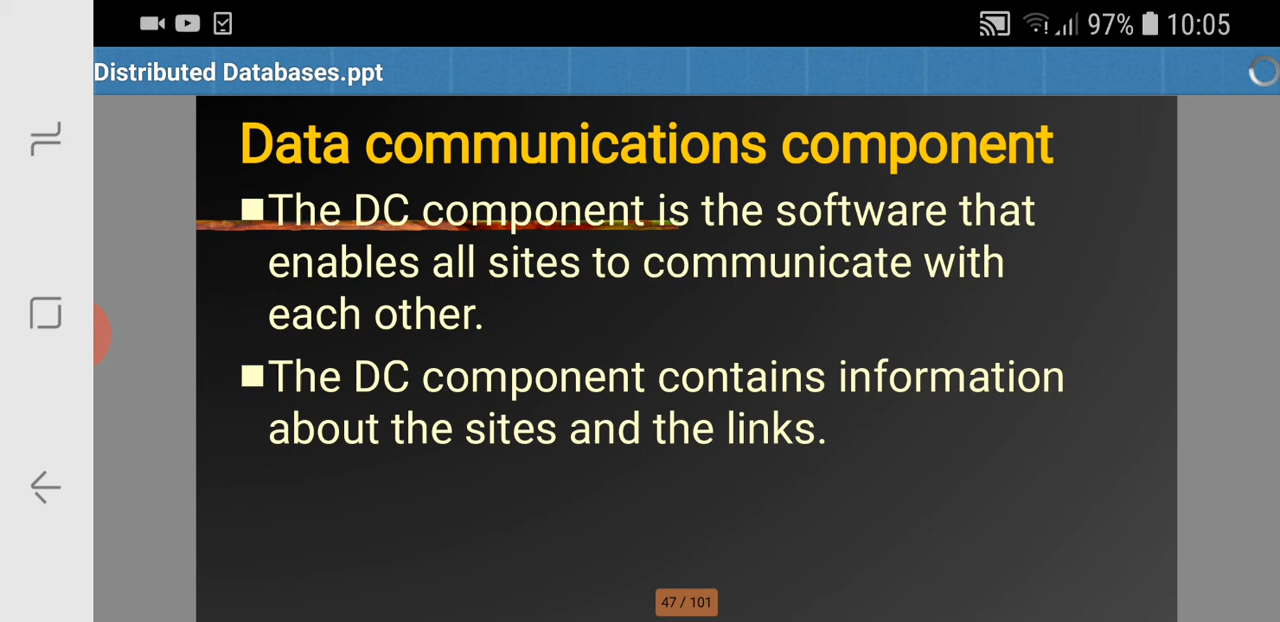 97% 10:05
Distributed Databases.ppt
Data communications component
The DC component is the software that
enables all sites to communicate with
each other.
The DC component contains information
about the sites and the links.
47 / 101